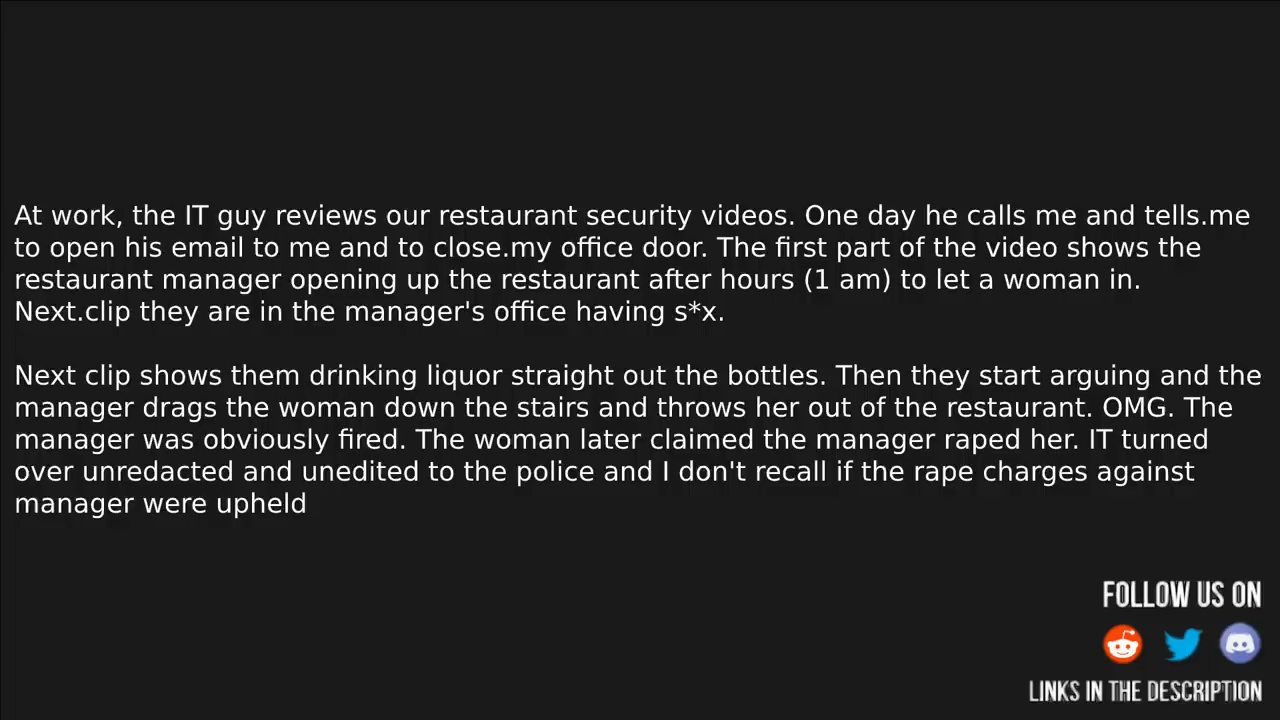 At work, the IT guy reviews our restaurant security videos. One day he calls me and tells.me
to open his email to me and to close.my office door. The first part of the video shows the
restaurant manager opening up the restaurant after hours (1 am) to let a woman in.
Next.clip they are in the manager's office having s*x.
Next clip shows them drinking liquor straight out the bottles. Then they start arguing and the
manager drags the woman down the stairs and throws her out of the restaurant. OMG. The
manager was obviously fired. The woman later claimed the manager raped her. IT turned
over unredacted and unedited to the police and I don't recall if the rape charges against
manager were upheld
FOLLOW US ON
LINKS IN THE DESCRIPTION